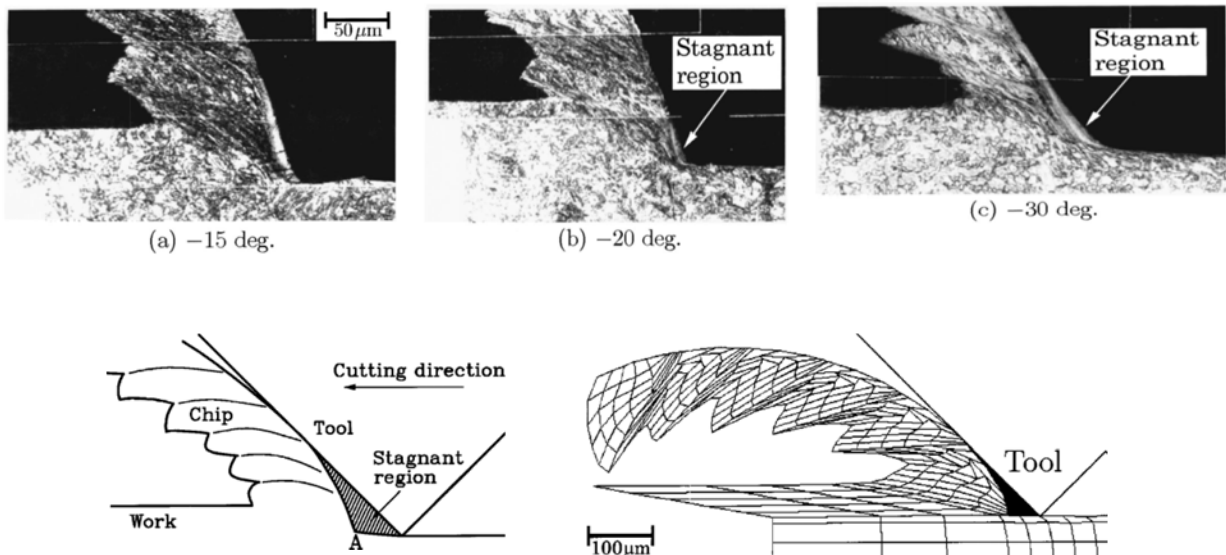 50μm
Stagnant
region
Stagnant
region
(a) −15 deg.
(b) −20 deg.
(c) −30 deg.
Cutting direction
Chip
Tool
Stagnant
region
Work
A
Tool
100μm